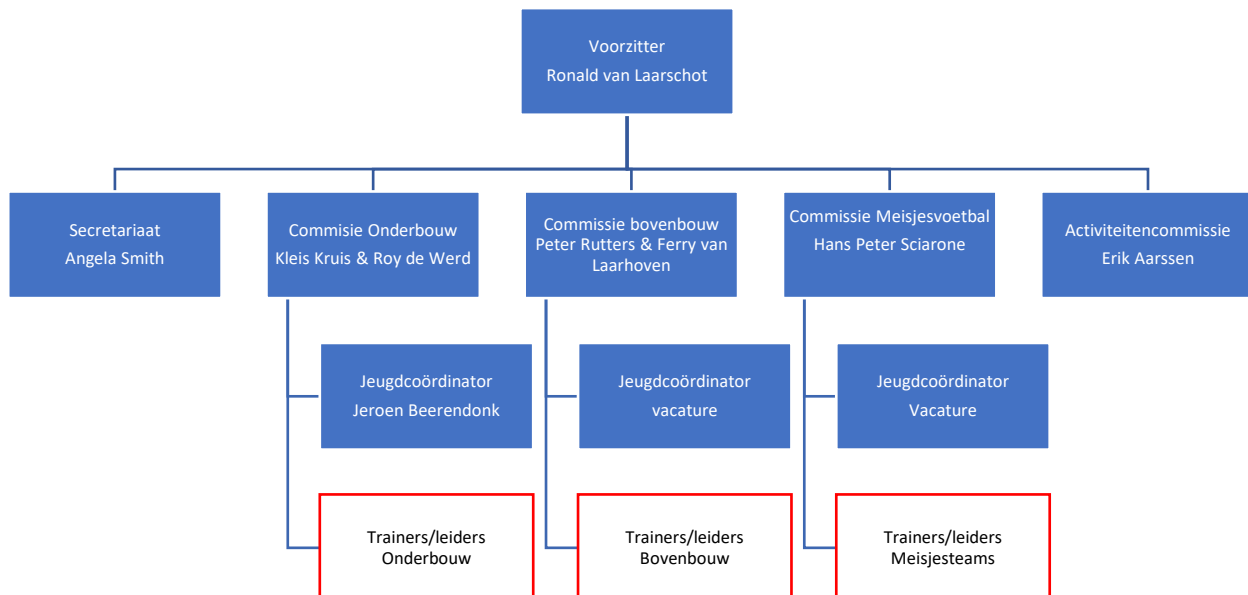 Voorzitter
Ronald van Laarschot
Secretariaat
Angela Smith
Commisie Onderbouw
Kleis Kruis & Roy de Werd
Commissie bovenbouw
Peter Rutters & Ferry van
Laarhoven
Commissie Meisjesvoetbal
Hans Peter Sciarone
Activiteitencommissie
Erik Aarssen
Jeugdcoördinator
Jeroen Beerendonk
Jeugdcoördinator
vacature
Jeugdcoördinator
Vacature
Trainers/leiders
Onderbouw
Trainers/leiders
Bovenbouw
Trainers/leiders
Meisjesteams